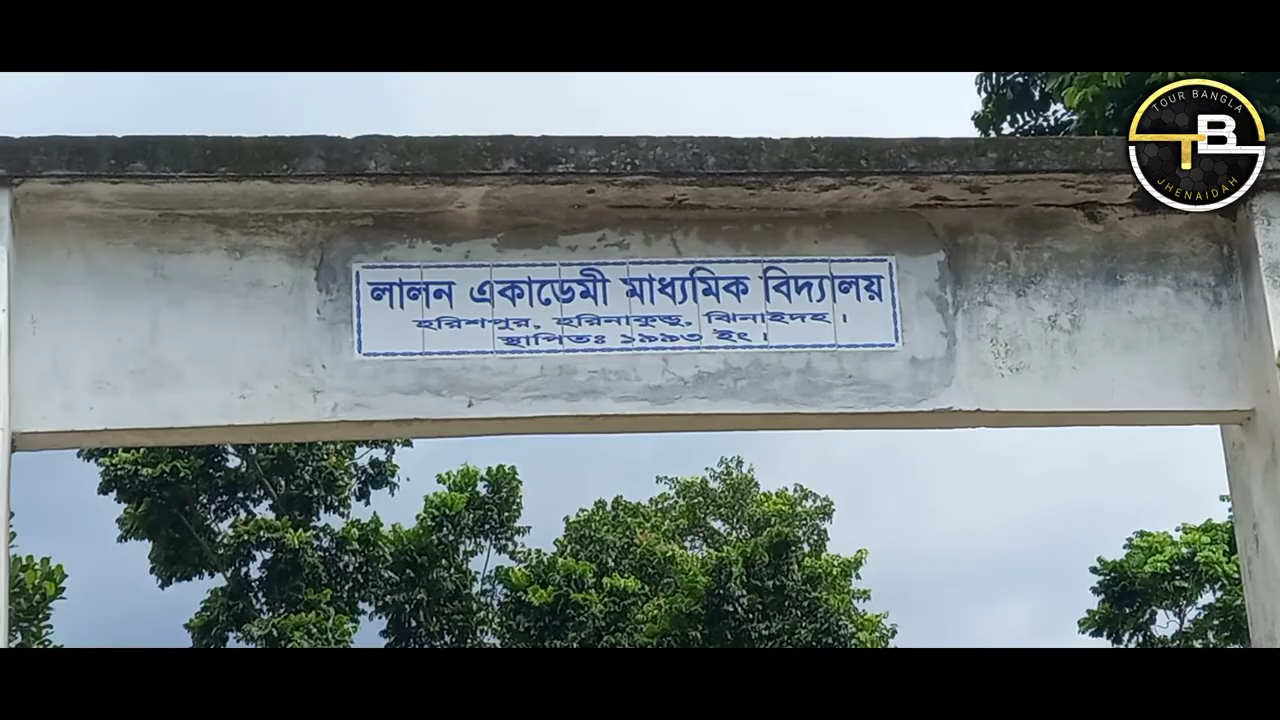 লালন একাডেমী মাধ্যমিক বিদ্যালয়
হরিশপুর, হরিনাকুন্ডু, ঝিনাইদহ।
স্থাপিতঃ ১৯৯৩ ইং।
TOUR BANGLA
TB
JHENAIDAH